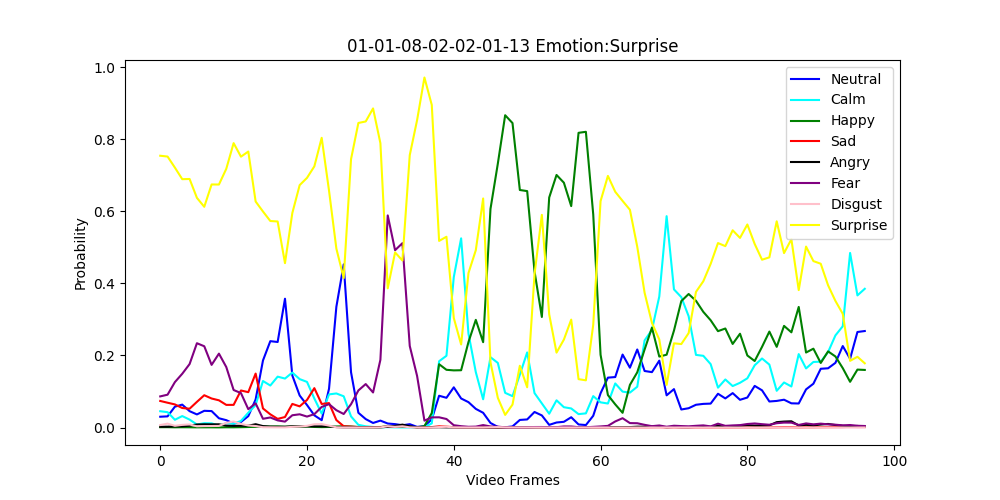 01-01-08-02-02-01-13 Emotion:Surprise
1.0
0.8
0.6
0.4
0.2
0.0
Probability
0 20 40 60 80 100
Video Frames
Neutral
Calm
Happy
Sad
Angry
Fear
Disgust
Surprise